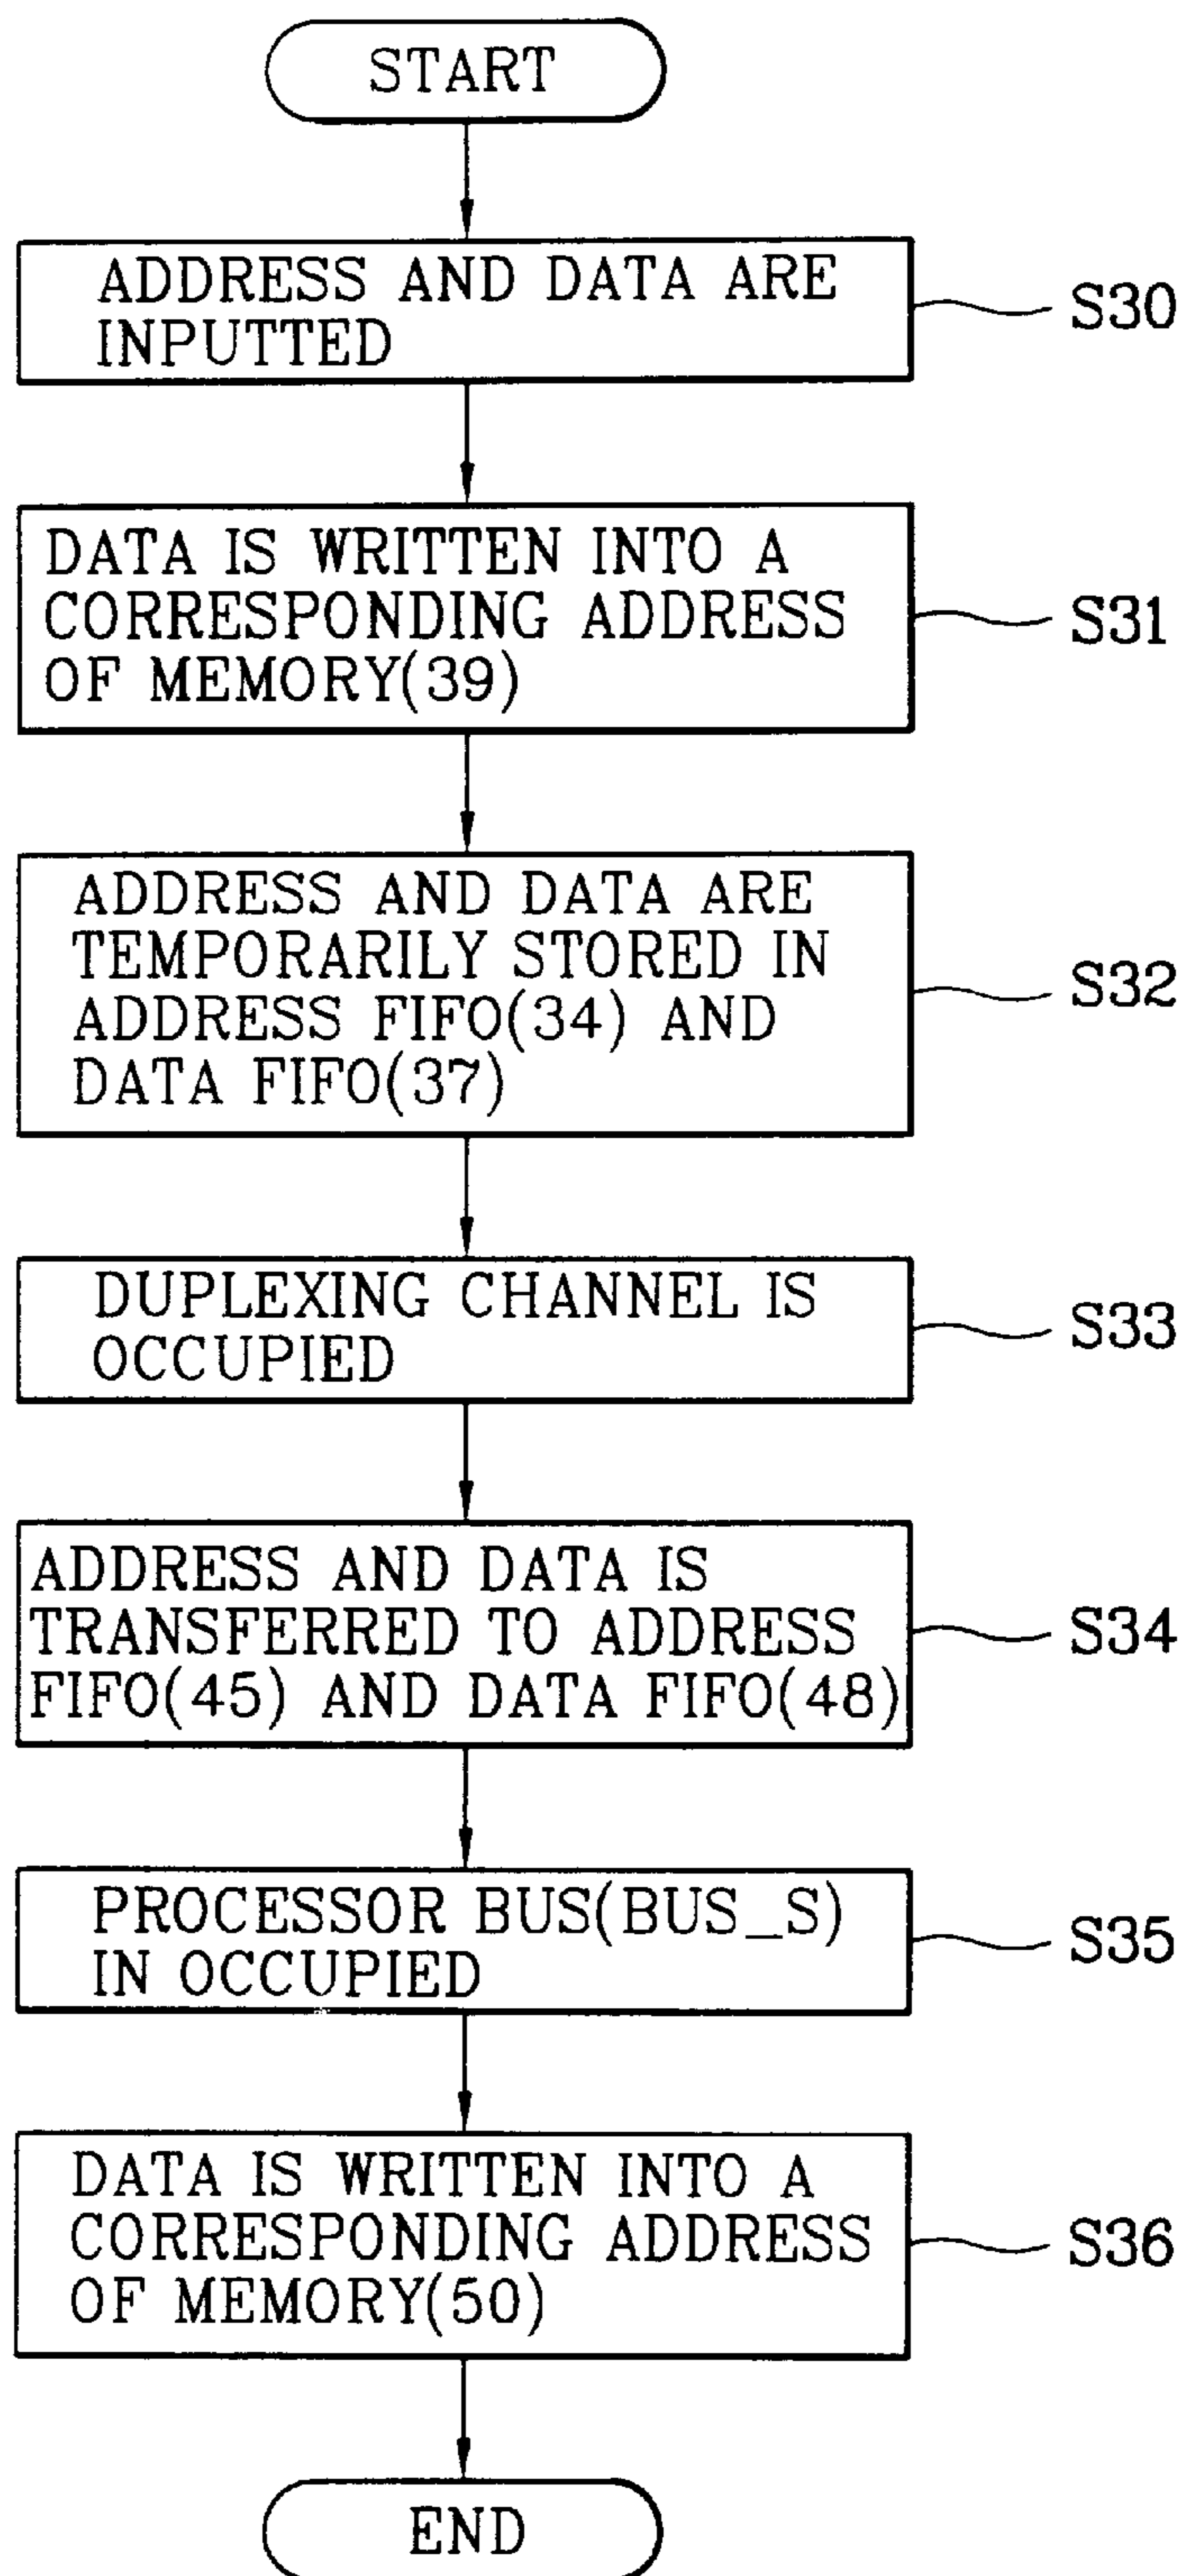 START
ADDRESS AND DATA ARE
INPUTTED
S30
DATA IS WRITTEN INTO A
CORRESPONDING ADDRESS
OF MEMORY(39)
S31
ADDRESS AND DATA ARE
TEMPORARILY STORED IN
ADDRESS FIFO(34) AND
DATA FIFO(37)
S32
DUPLEXING CHANNEL IS
OCCUPIED
S33
ADDRESS AND DATA IS
TRANSFERRED TO ADDRESS
FIFO(45) AND DATA FIFO(48)
S34
PROCESSOR BUS(BUS_S)
IN OCCUPIED
S35
DATA IS WRITTEN INTO A
CORRESPONDING ADDRESS
OF MEMORY(50)
S36
END